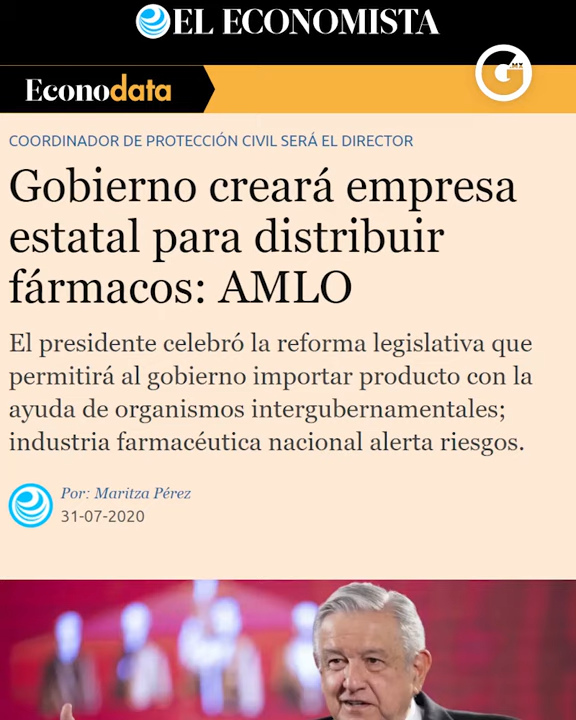 EL ECONOMISTA
Econodata
G.MX
COORDINADOR DE PROTECCIÓN CIVIL SERÁ EL DIRECTOR
Gobierno creará empresa
estatal para distribuir
fármacos: AMLO
El presidente celebró la reforma legislativa que
permitirá al gobierno importar producto con la
ayuda de organismos intergubernamentales;
industria farmacéutica nacional alerta riesgos.
Por: Maritza Pérez
31-07-2020